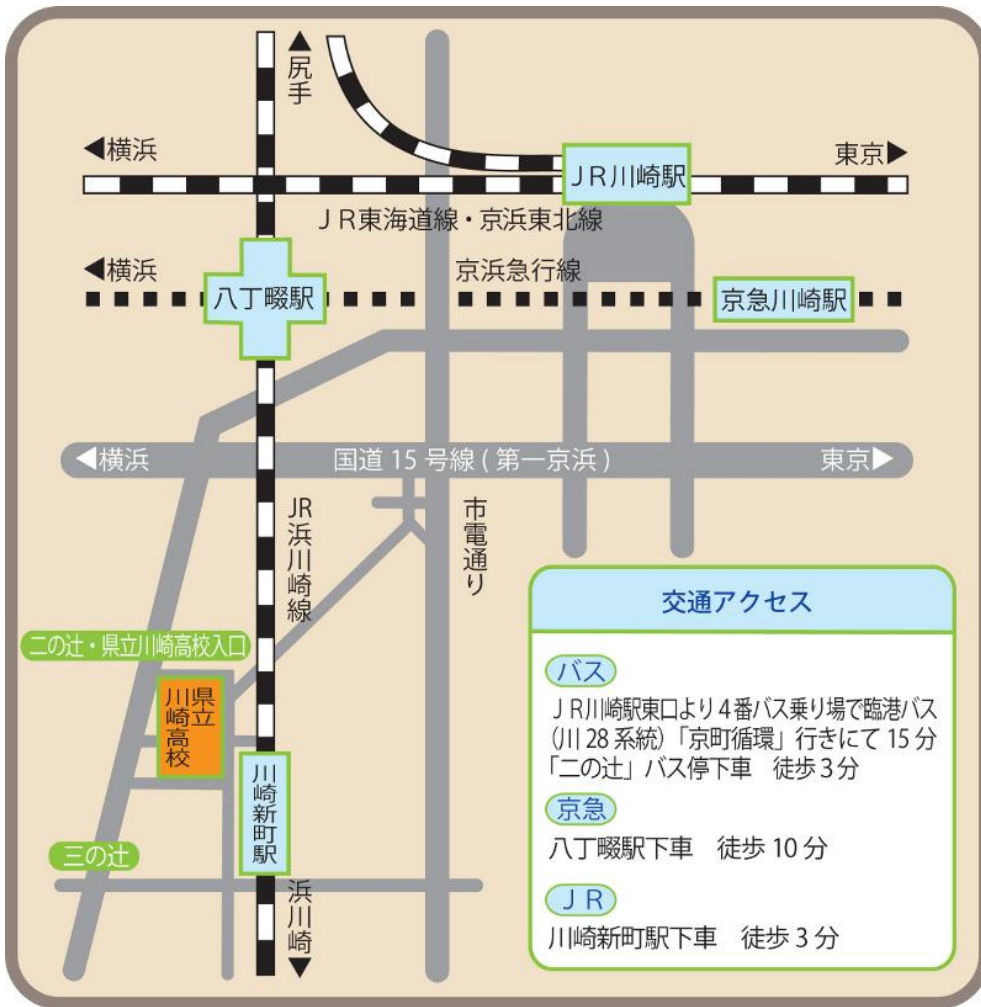 ▲尻手
◀横浜
JR川崎駅
東京▶
ＪＲ東海道線・京浜東北線
◀横浜
京浜急行線
八丁畷駅
京急川崎駅
◀横浜
国道15号線(第一京浜)
東京▶
JR浜川崎線
市電通り
二の辻・県立川崎高校入口
県立
川崎高校
川崎新町駅
三の辻
浜川崎▼
交通アクセス
バス
ＪＲ川崎駅東口より4番バス乗り場で臨港バス
(川28系統)「京町循環」行きにて15分
「二の辻」バス停下車　徒歩3分
京急
八丁畷駅下車　徒歩10分
ＪＲ
川崎新町駅下車　徒歩3分